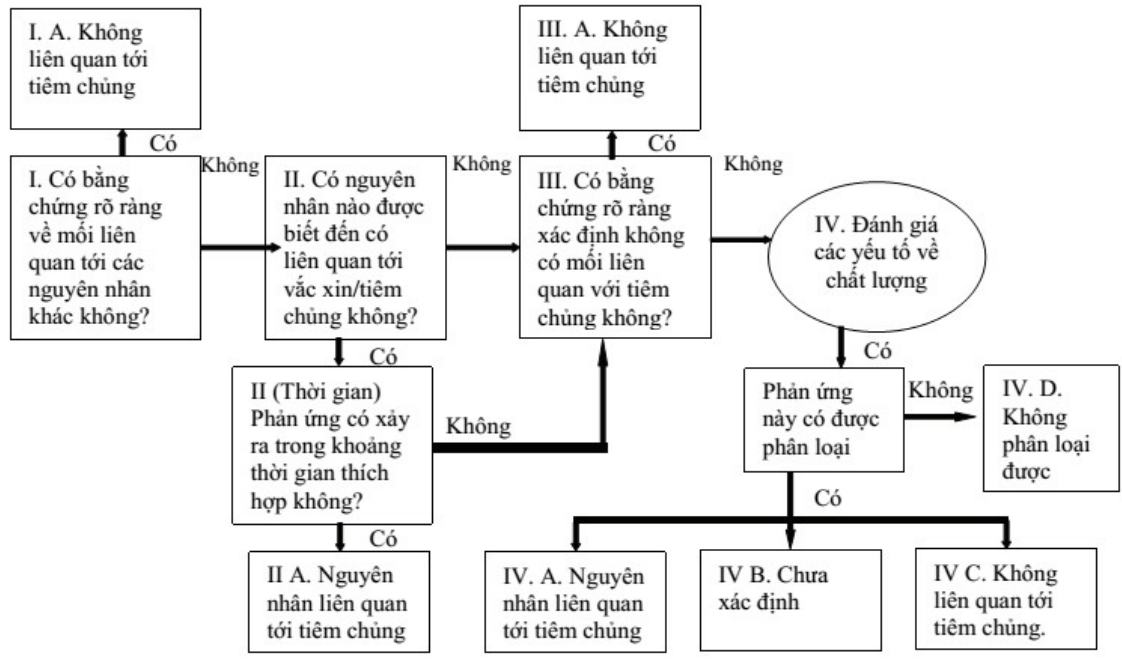 I. A. Không
liên quan tới
tiêm chủng
III. A. Không
liên quan tới
tiêm chủng
Có
Có
Không
Không
Không
I. Có bằng
chứng rõ ràng
về mối liên
quan tới các
nguyên nhân
khác không?
II. Có nguyên
nhân nào được
biết đến có
liên quan tới
vắc xin/tiêm
chủng không?
III. Có bằng
chứng rõ ràng
xác định không
có mối liên
quan với tiêm
chủng không?
IV. Đánh giá
các yếu tố về
chất lượng
Có
Có
II (Thời gian)
Phản ứng có xảy
ra trong khoảng
thời gian thích
hợp không?
Không
Phản ứng
này có được
phân loại
Không
IV. D.
Không
phân loại
được
Có
Có
II A. Nguyên
nhân liên quan
tới tiêm chủng
IV. A. Nguyên
nhân liên quan
tới tiêm chủng
IV B. Chưa
xác định
IV C. Không
liên quan tới
tiêm chủng.